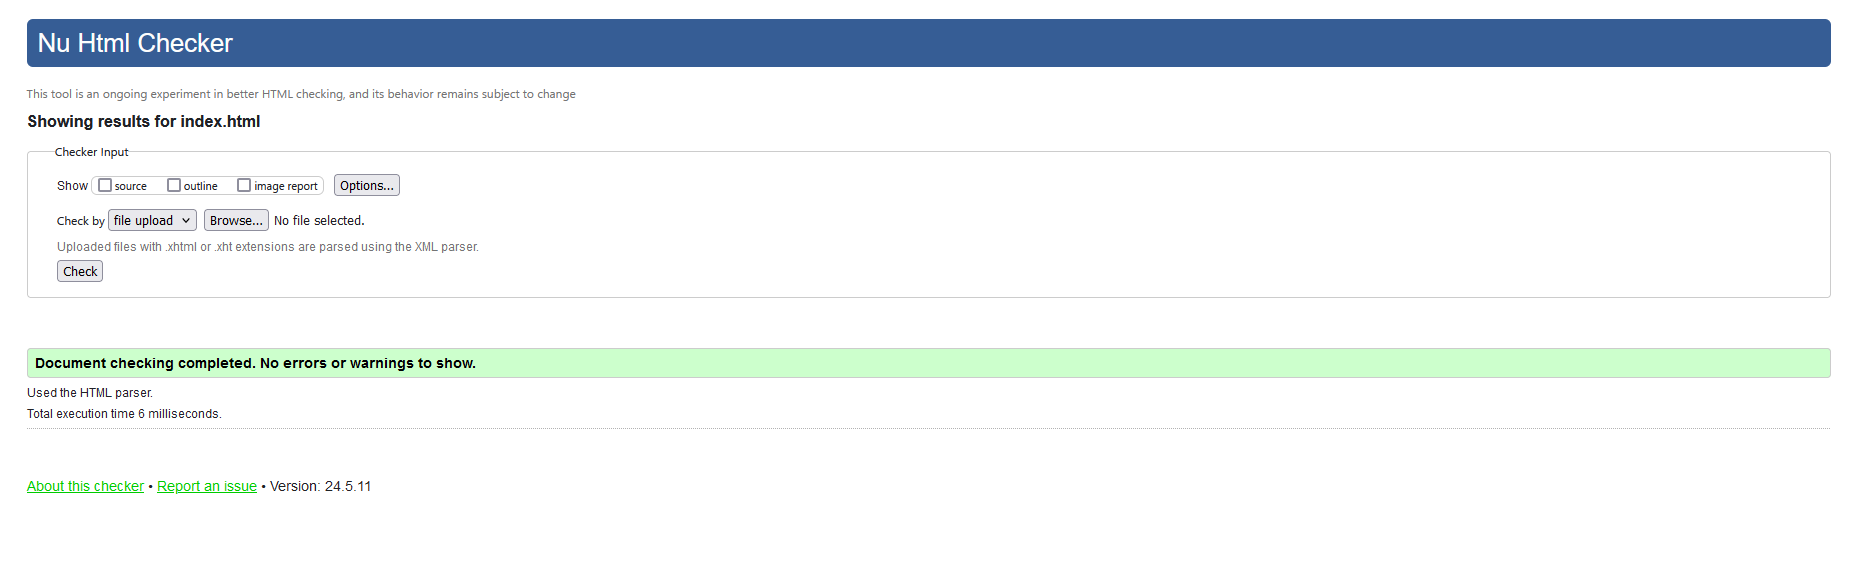 Nu Html Checker
This tool is an ongoing experiment in better HTML checking, and its behavior remains subject to change
Showing results for index.html
Checker Input
Show source outline image report Options...
Check by file upload Browse... No file selected.
Uploaded files with .xhtml or .xht extensions are parsed using the XML parser.
Check
Document checking completed. No errors or warnings to show.
Used the HTML parser.
Total execution time 6 milliseconds.
About this checker • Report an issue • Version: 24.5.11